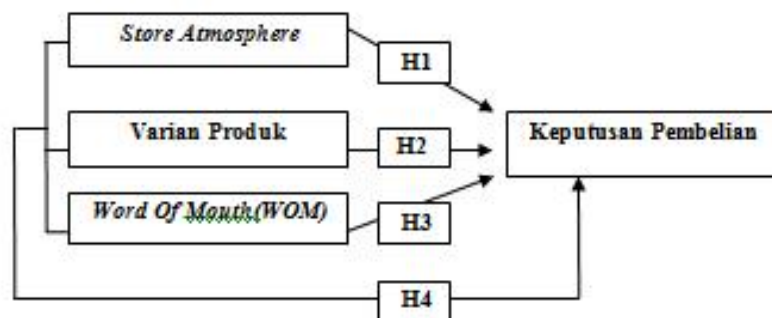 Store Atmosphere
H1
Varian Produk
H2
Keputusan Pembelian
Word Of Mouth(WOM)
H3
H4